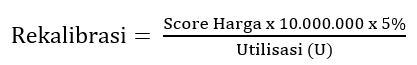 Rekalibrasi = Score Harga x 10.000.000 x 5%
Utilisasi (U)